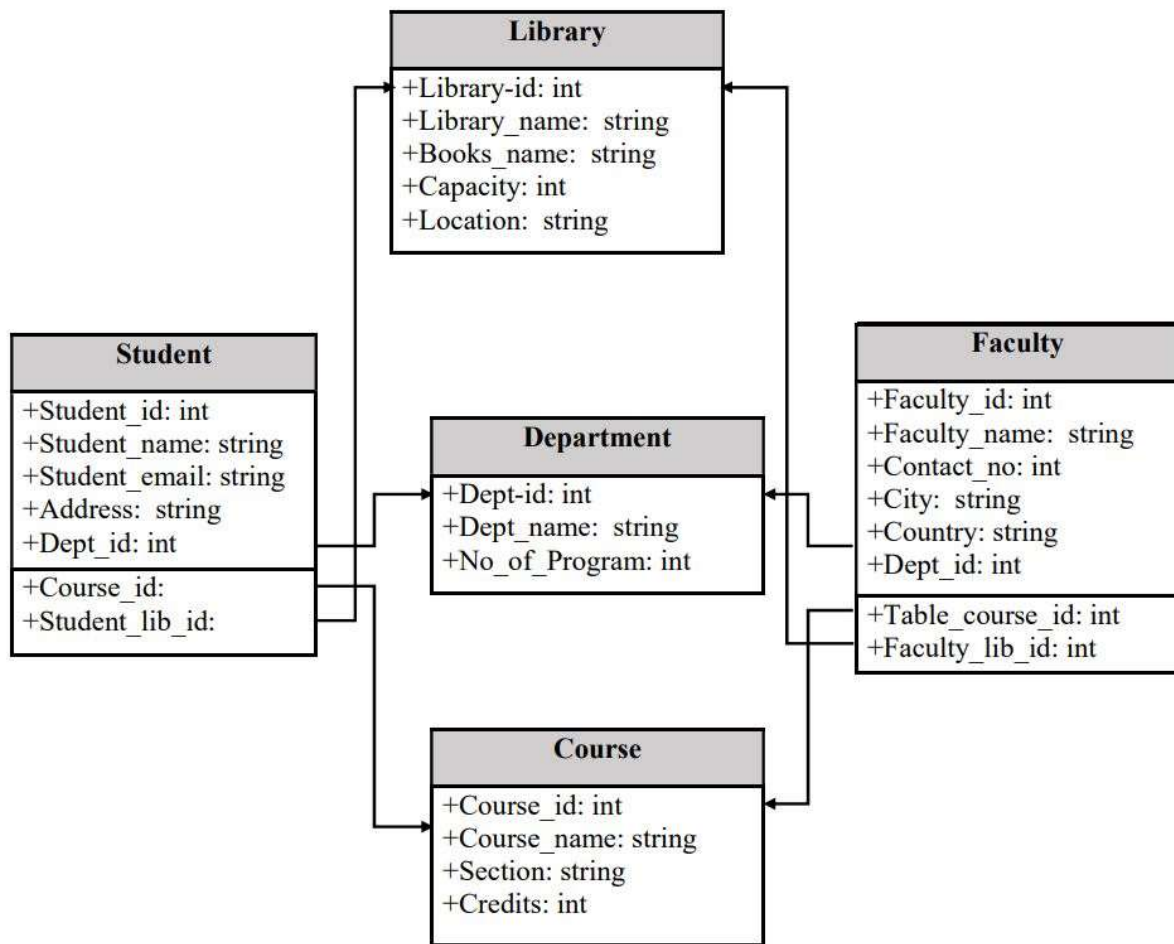 Library
+Library-id: int
+Library_name:  string
+Books_name:  string
+Capacity: int
+Location:  string
Student
+Student_id: int
+Student_name: string
+Student_email: string
+Address:  string
+Dept_id: int
+Course_id:
+Student_lib_id:
Department
+Dept-id: int
+Dept_name:  string
+No_of_Program: int
Faculty
+Faculty_id: int
+Faculty_name:  string
+Contact_no: int
+City:  string
+Country: string
+Dept_id: int
+Table_course_id: int
+Faculty_lib_id: int
Course
+Course_id: int
+Course_name: string
+Section: string
+Credits: int